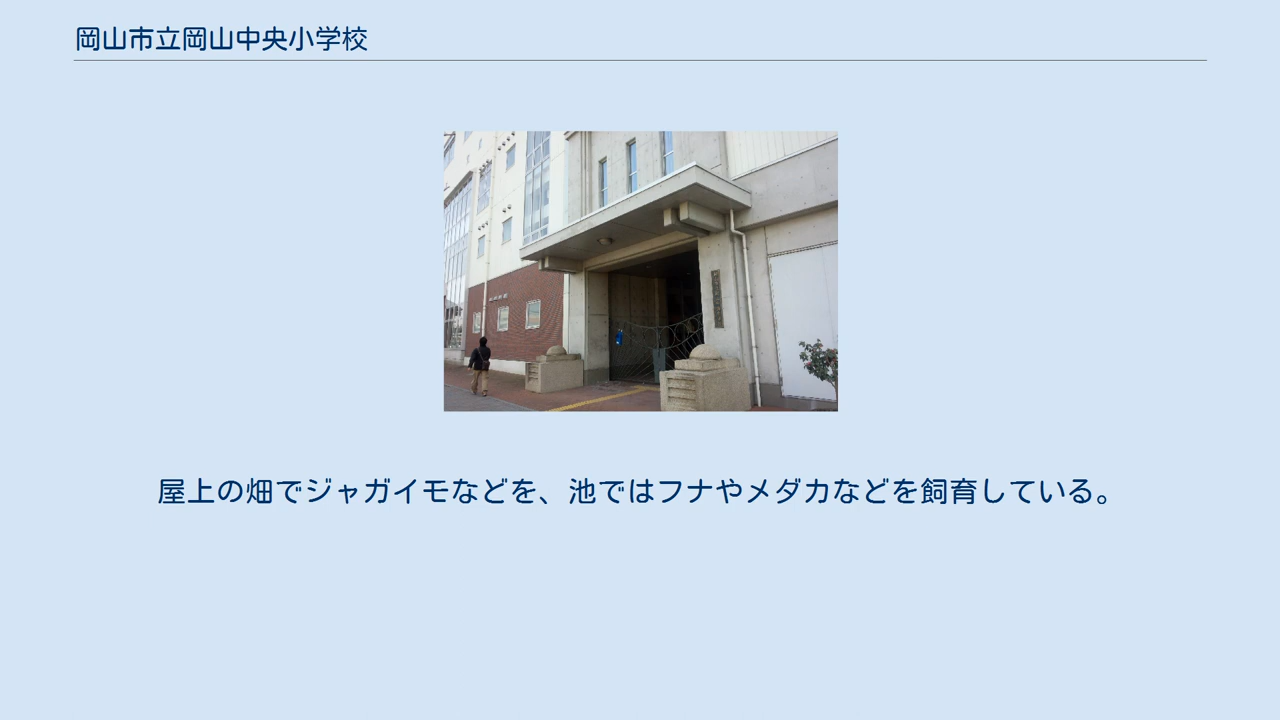 岡山市立岡山中央小学校
屋上の畑でジャガイモなどを、池ではフナやメダカなどを飼育している。